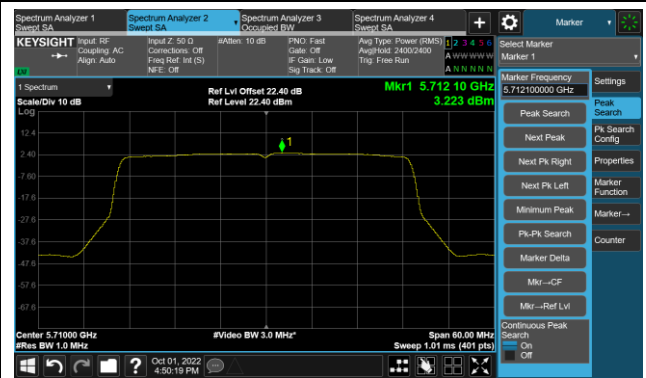 Spectrum Analyzer 1
Swept SA
Spectrum Analyzer 2
Swept SA
Spectrum Analyzer 3
Occupied BW
Spectrum Analyzer 4
Swept SA
+
Marker
KEYSIGHT
Input: RF
Coupling: AC
Align: Auto
Input Z: 50 Ω
Corrections: Off
Freq Ref: Int (S)
NFE: Off
#Atten: 10 dB
PNO: Fast
Gate: Off
IF Gain: Low
Sig Track: Off
Avg Type: Power (RMS)
Avg|Hold: 2400/2400
Trig: Free Run
1 2 3 4 5 6
A W W W W W
A N N N N N
LXI
Select Marker
Marker 1
1 Spectrum
Scale/Div 10 dB
Log
Ref Lvl Offset 22.40 dB
Ref Level 22.40 dBm
Mkr1 5.712 10 GHz
3.223 dBm
12.4
2.40
-7.60
-17.6
-27.6
-37.6
-47.6
-57.6
-67.6
1
Center 5.71000 GHz
#Res BW 1.0 MHz
#Video BW 3.0 MHz*
Span 60.00 MHz
Sweep 1.01 ms (401 pts)
Marker Frequency
5.712100000 GHz
Peak Search
Next Peak
Next Pk Right
Next Pk Left
Minimum Peak
Pk-Pk Search
Marker Delta
Mkr→CF
Mkr→Ref Lvl
Continuous Peak
Search
On
Off
Settings
Peak
Search
Pk Search
Config
Properties
Marker
Function
Marker→
Counter
?
Oct 01, 2022
4:50:19 PM